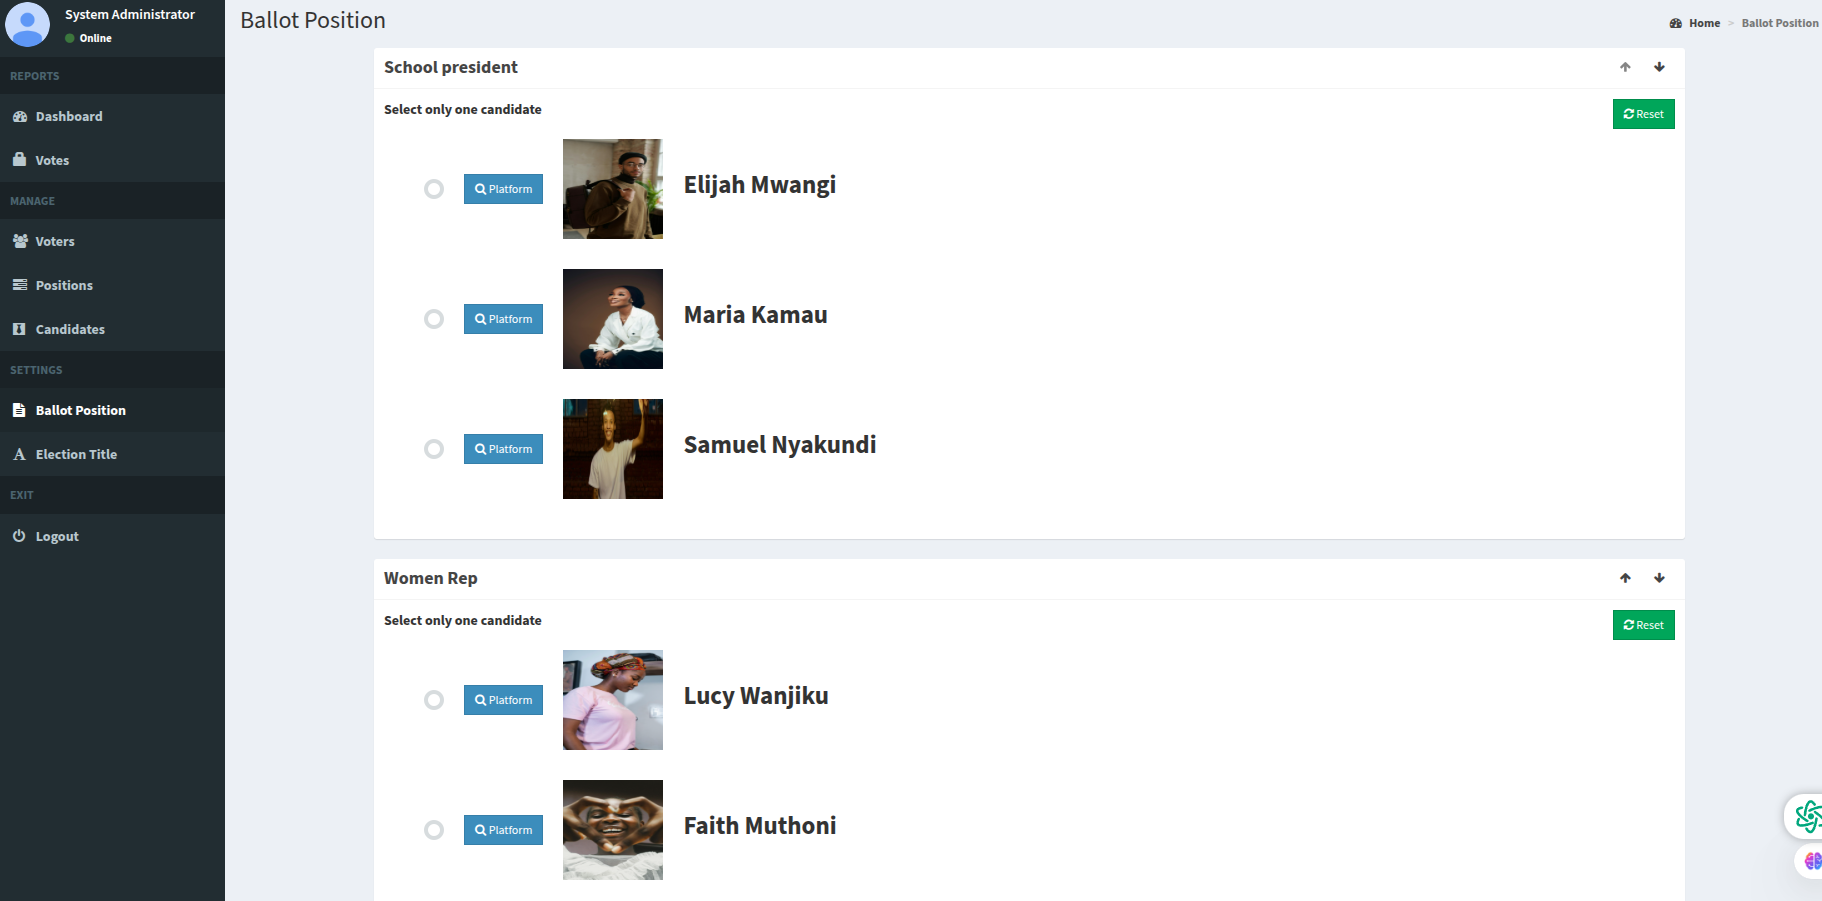 System Administrator
Online
REPORTS
Dashboard
Votes
MANAGE
Voters
Positions
Candidates
SETTINGS
Ballot Position
A Election Title
EXIT
Logout
Ballot Position
Home > Ballot Position
School president
Select only one candidate
Reset
Platform
Elijah Mwangi
Platform
Maria Kamau
Platform
Samuel Nyakundi
Women Rep
Select only one candidate
Reset
Platform
Lucy Wanjiku
Platform
Faith Muthoni